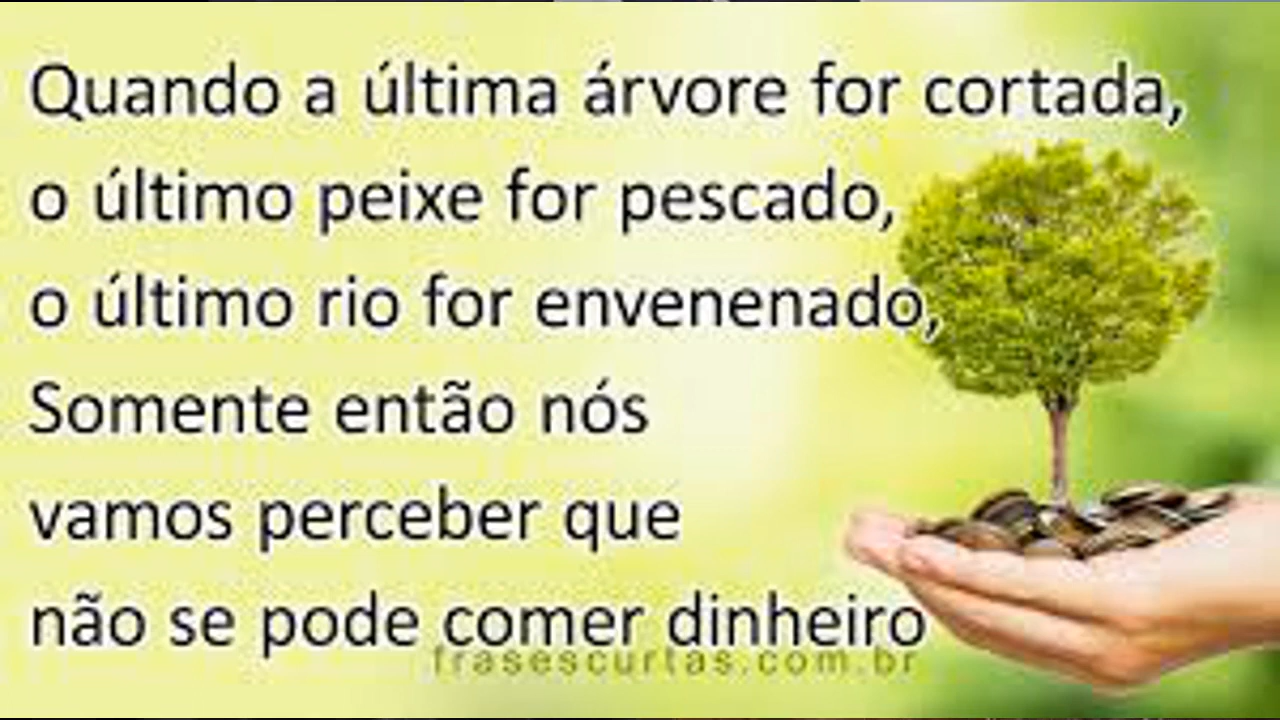 Quando a última árvore for cortada,
o último peixe for pescado,
o último rio for envenenado,
Somente então nós
vamos perceber que
não se pode comer dinheiro
frasescurtas.com.br